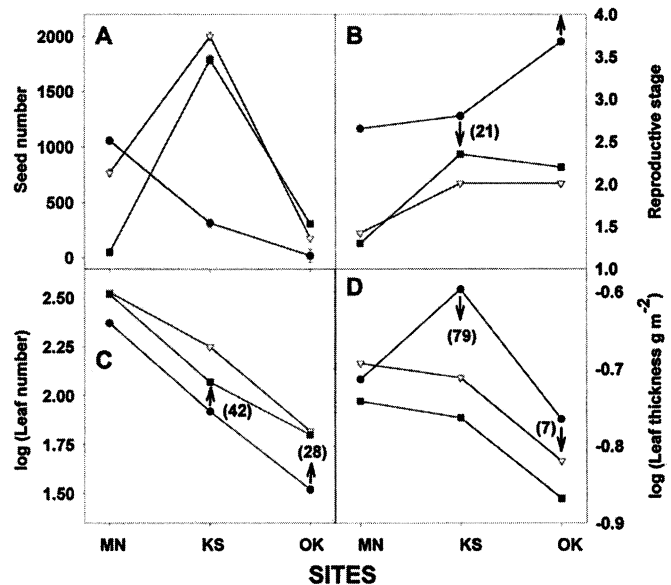 A
B
2000
1500
1000
500
0
Seed number
4.0
3.5
3.0
2.5
2.0
1.5
1.0
Reproductive stage
(21)
C
D
2.50
2.25
2.00
1.75
1.50
log (Leaf number)
(42)
(28)
-0.6
-0.7
-0.8
-0.9
log (Leaf thickness g m-2)
(79)
(7)
MN KS OK MN KS OK
SITES